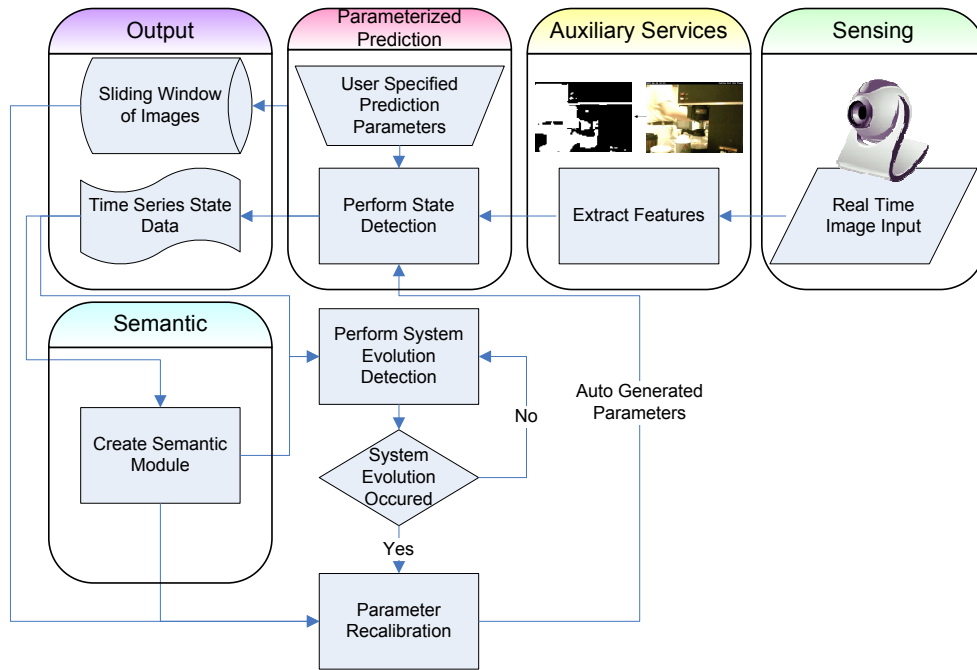 Output
Parameterized
Prediction
Auxiliary Services
Sensing
Sliding Window
of Images
User Specified
Prediction
Parameters
Time Series State
Data
Perform State
Detection
Extract Features
Real Time
Image Input
Semantic
Perform System
Evolution
Detection
Auto Generated
Parameters
No
Create Semantic
Module
System
Evolution
Occured
Yes
Parameter
Recalibration